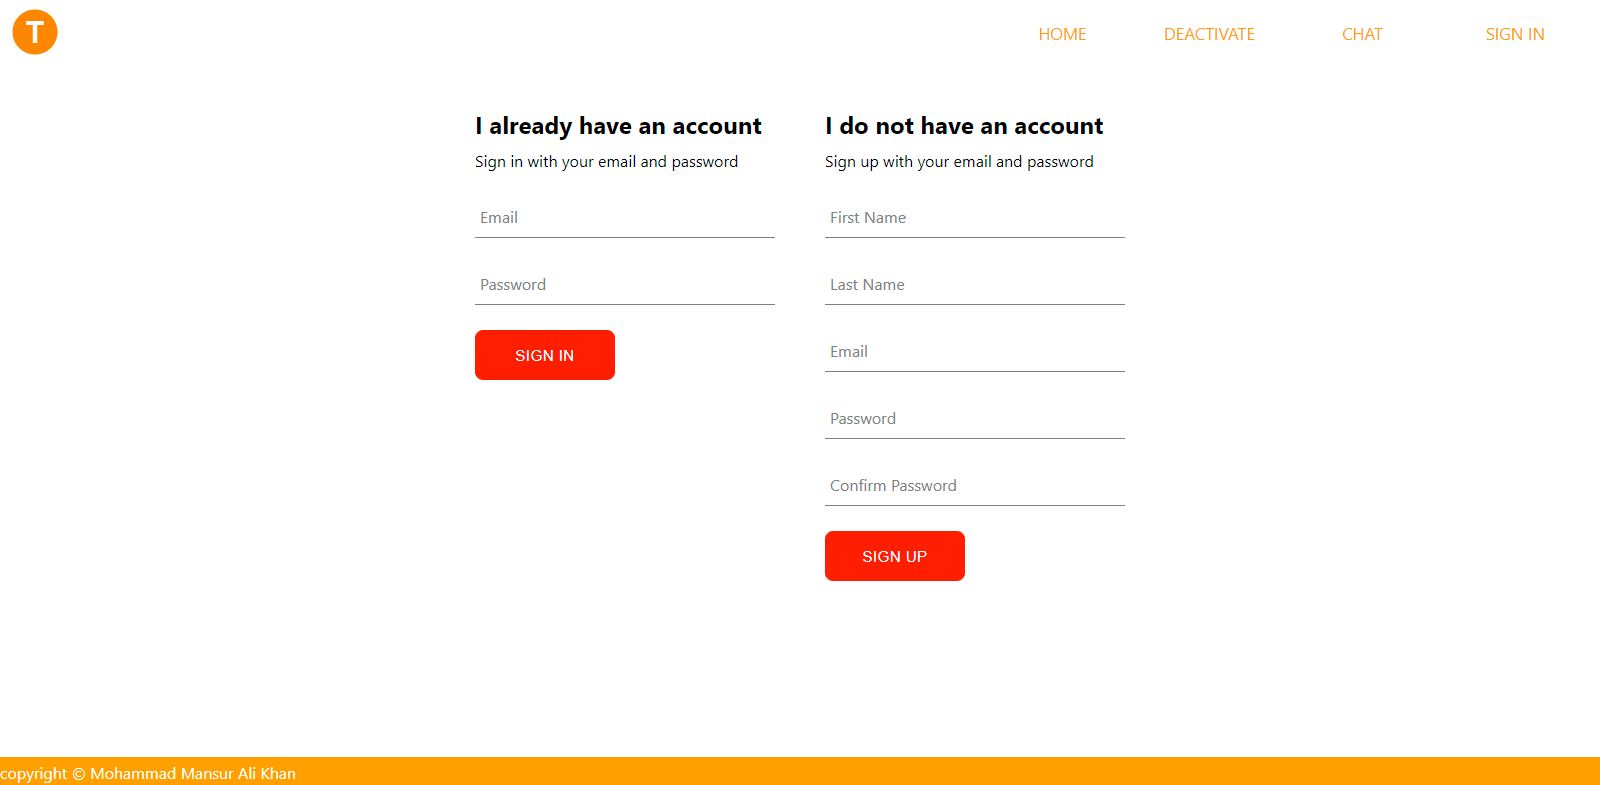 T
HOME DEACTIVATE CHAT SIGN IN
I already have an account
Sign in with your email and password
Email
Password
SIGN IN
I do not have an account
Sign up with your email and password
First Name
Last Name
Email
Password
Confirm Password
SIGN UP
copyright © Mohammad Mansur Ali Khan